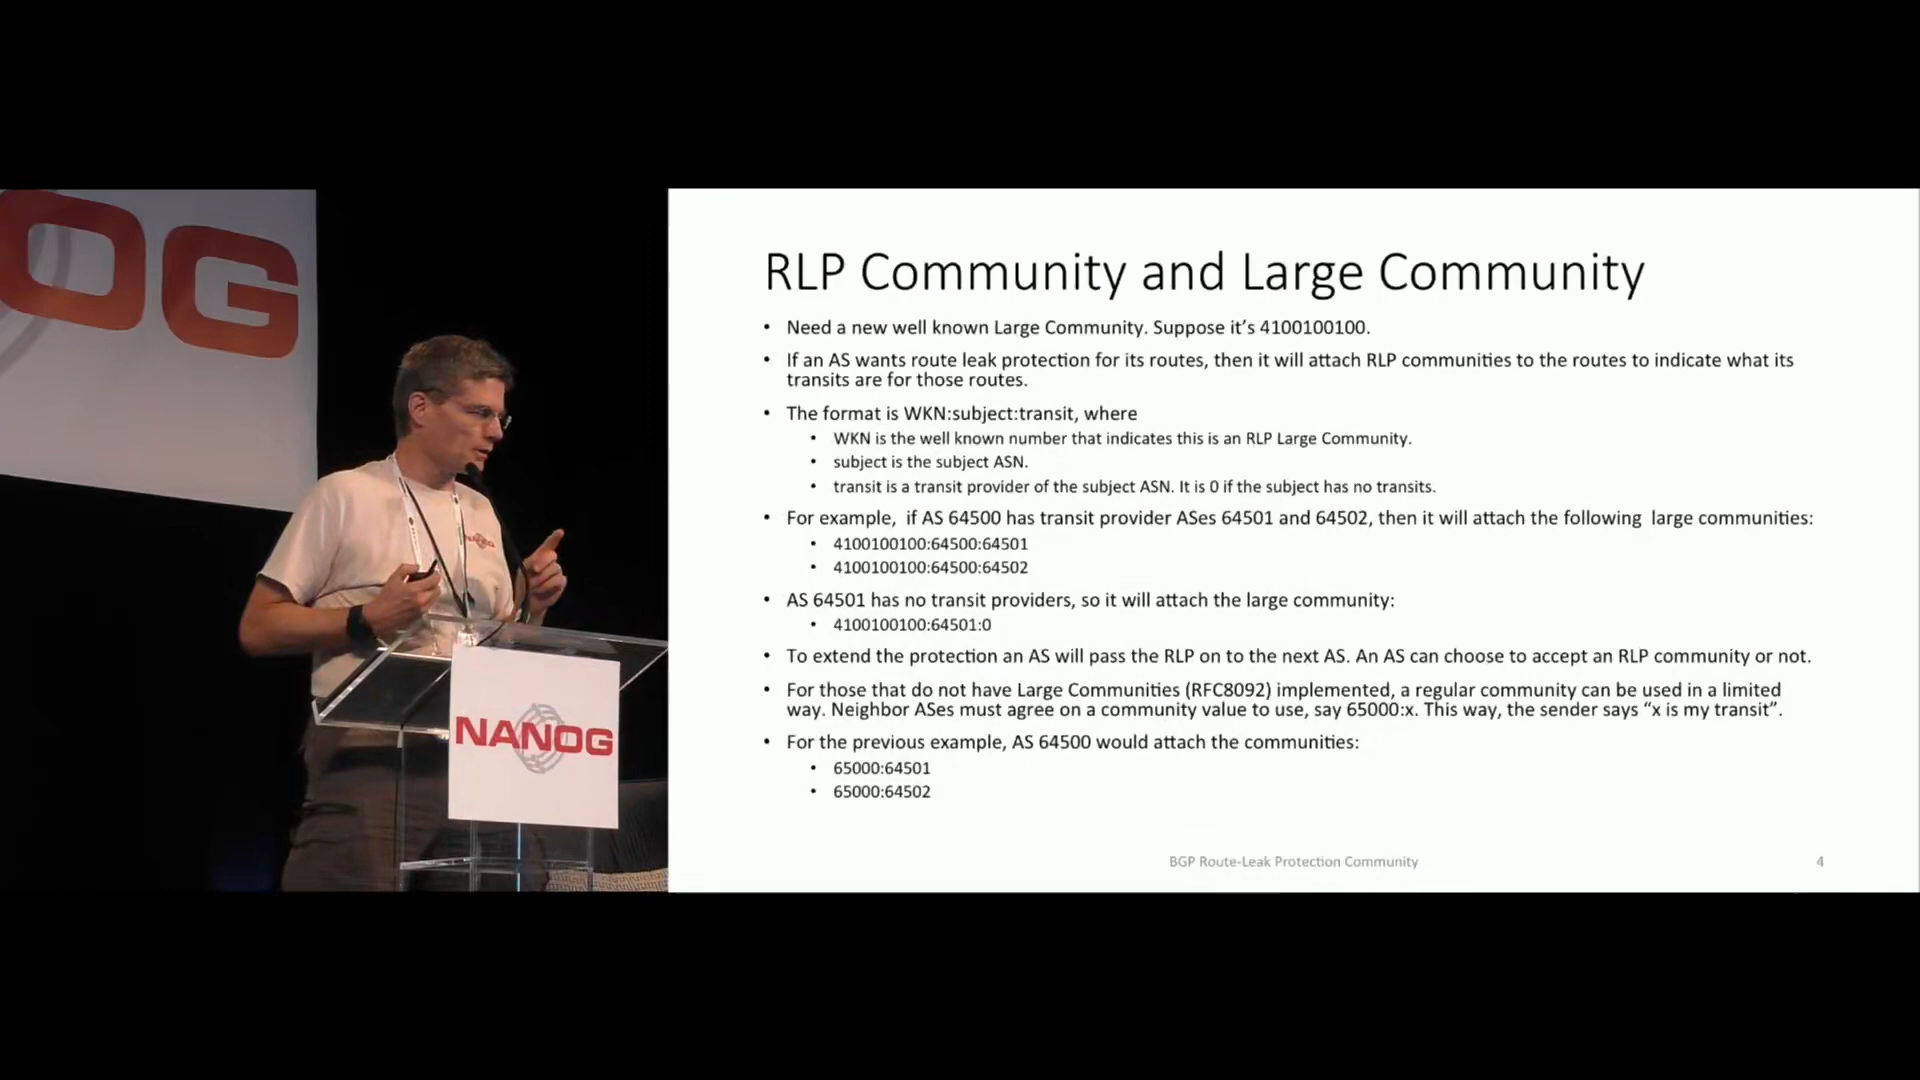 OG
NANOG
NANOG
RLP Community and Large Community
• Need a new well known Large Community. Suppose it’s 4100100100.
• If an AS wants route leak protection for its routes, then it will attach RLP communities to the routes to indicate what its
transits are for those routes.
• The format is WKN:subject:transit, where
• WKN is the well known number that indicates this is an RLP Large Community.
• subject is the subject ASN.
• transit is a transit provider of the subject ASN. It is 0 if the subject has no transits.
• For example, if AS 64500 has transit provider ASes 64501 and 64502, then it will attach the following large communities:
• 4100100100:64500:64501
• 4100100100:64500:64502
• AS 64501 has no transit providers, so it will attach the large community:
• 4100100100:64501:0
• To extend the protection an AS will pass the RLP on to the next AS. An AS can choose to accept an RLP community or not.
• For those that do not have Large Communities (RFC8092) implemented, a regular community can be used in a limited
way. Neighbor ASes must agree on a community value to use, say 65000:x. This way, the sender says “x is my transit”.
• For the previous example, AS 64500 would attach the communities:
• 65000:64501
• 65000:64502
BGP Route-Leak Protection Community
4